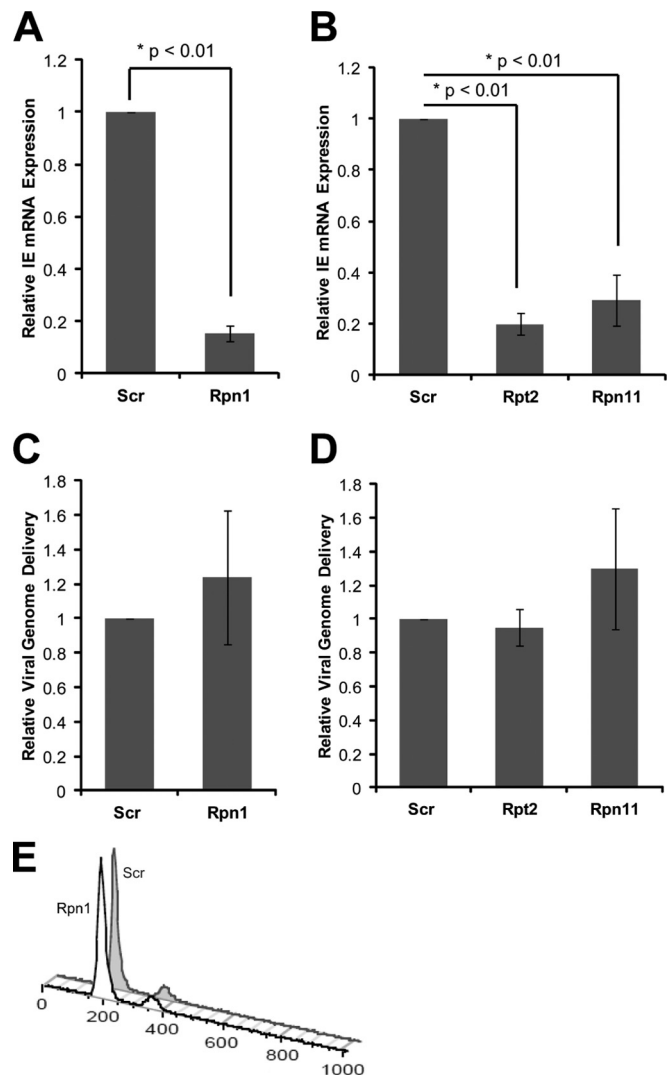 A
* p < 0.01
Relative IE mRNA Expression
1.2
1
0.8
0.6
0.4
0.2
0
Scr Rpn1
B
* p < 0.01
* p < 0.01
Relative IE mRNA Expression
1.2
1
0.8
0.6
0.4
0.2
0
Scr Rpt2 Rpn11
C
Relative Viral Genome Delivery
1.8
1.6
1.4
1.2
1
0.8
0.6
0.4
0.2
0
Scr Rpn1
D
Relative Viral Genome Delivery
1.8
1.6
1.4
1.2
1
0.8
0.6
0.4
0.2
0
Scr Rpt2 Rpn11
E
Scr
Rpn1
0 200 400 600 800 1000